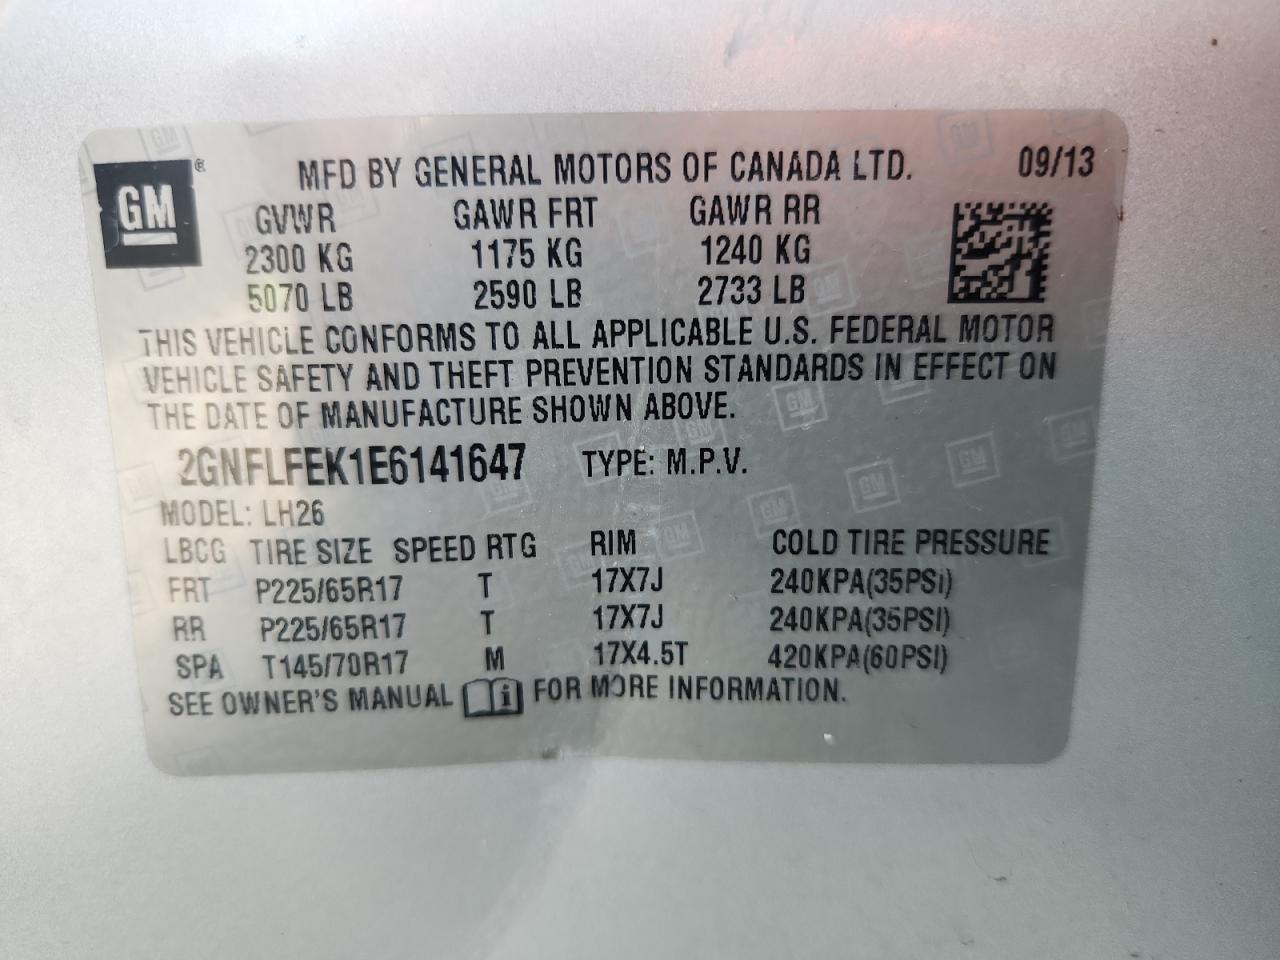 GM ®
MFD BY GENERAL MOTORS OF CANADA LTD. 09/13
GVWR GAWR FRT GAWR RR
2300 KG 1175 KG 1240 KG
5070 LB 2590 LB 2733 LB
THIS VEHICLE CONFORMS TO ALL APPLICABLE U.S. FEDERAL MOTOR
VEHICLE SAFETY AND THEFT PREVENTION STANDARDS IN EFFECT ON
THE DATE OF MANUFACTURE SHOWN ABOVE.
2GNFLFEK1E6141647 TYPE: M.P.V.
MODEL: LH26
LBCG TIRE SIZE SPEED RTG RIM COLD TIRE PRESSURE
FRT P225/65R17 T 17X7J 240KPA(35PSI)
RR P225/65R17 T 17X7J 240KPA(35PSI)
SPA T145/70R17 M 17X4.5T 420KPA(60PSI)
SEE OWNER'S MANUAL i FOR MORE INFORMATION.